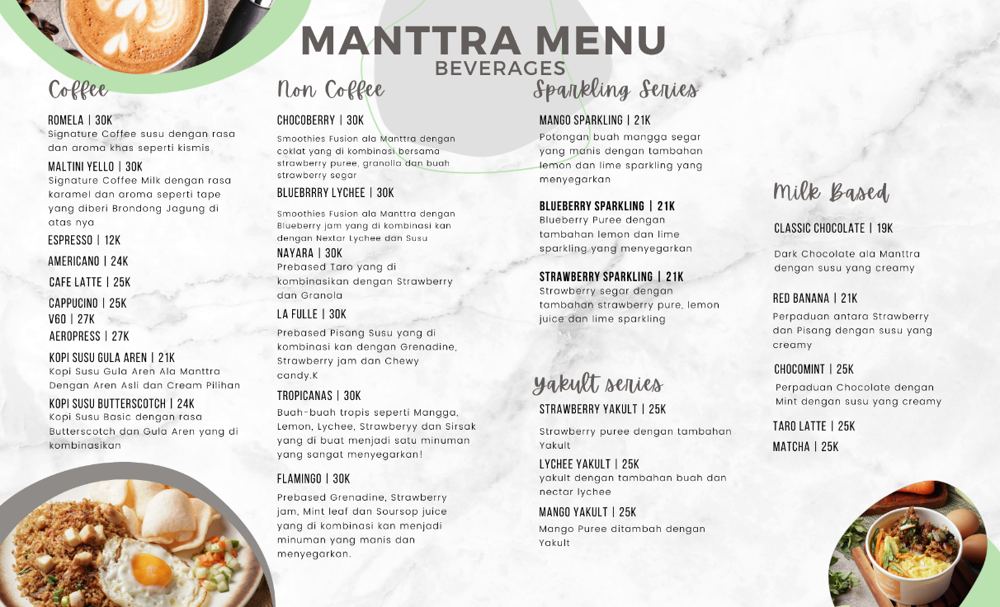 MANTTRA MENU
BEVERAGES
Coffee
ROMELA | 30K
Signature Coffee susu dengan rasa
dan aroma khas seperti kismis
MALTINI YELLO | 30K
Signature Coffee Milk dengan rasa
karamel dan aroma seperti tape
yang diberi Brondong Jagung di
atas nya
ESPRESSO | 12K
AMERICANO | 24K
CAFE LATTE | 25K
CAPPUCINO | 25K
V60 | 27K
AEROPRESS | 27K
KOPI SUSU GULA AREN | 21K
Kopi Susu Gula Aren Ala Manttra
Dengan Aren Asli dan Cream Pilihan
KOPI SUSU BUTTERSCOTCH | 24K
Kopi Susu Basic dengan rasa
Butterscotch dan Gula Aren yang di
kombinasikan
Non Coffee
CHOCOBERRY | 30K
Smoothies Fusion ala Manttra dengan
coklat yang di kombinasi bersama
strawberry puree, granolla dan buah
strawberry segar
BLUEBRRRY LYCHEE | 30K
Smoothies Fusion ala Manttra dengan
Blueberry jam yang di kombinasi kan
dengan Nextar Lychee dan Susu
NAYARA | 30K
Prebased Taro yang di
kombinasikan dengan Strawberry
dan Granola
LA FULLE | 30K
Prebased Pisang Susu yang di
kombinasi kan dengan Grenadine,
Strawberry jam dan Chewy
candy.K
TROPICANAS | 30K
Buah-buah tropis seperti Mangga,
Lemon, Lychee, Strawberyy dan Sirsak
yang di buat menjadi satu minuman
yang sangat menyegarkan!
FLAMINGO | 30K
Prebased Grenadine, Strawberry
jam, Mint leaf dan Soursop juice
yang di kombinasi kan menjadi
minuman yang manis dan
menyegarkan.
Sparkling Series
MANGO SPARKLING | 21K
Potongan buah mangga segar
yang manis dengan tambahan
lemon dan lime sparkling yang
menyegarkan
BLUEBERRY SPARKLING | 21K
Blueberry Puree dengan
tambahan lemon dan lime
sparkling yang menyegarkan
STRAWBERRY SPARKLING | 21K
Strawberry segar dengan
tambahan strawberry pure, lemon
juice dan lime sparkling
Yakult series
STRAWBERRY YAKULT | 25K
Strawberry puree dengan tambahan
Yakult
LYCHEE YAKULT | 25K
yakult dengan tambahan buah dan
nectar lychee
MANGO YAKULT | 25K
Mango Puree ditambah dengan
Yakult
Milk Based
CLASSIC CHOCOLATE | 19K
Dark Chocolate ala Manttra
dengan susu yang creamy
RED BANANA | 21K
Perpaduan antara Strawberry
dan Pisang dengan susu yang
creamy
CHOCOMINT | 25K
Perpaduan Chocolate dengan
Mint dengan susu yang creamy
TARO LATTE | 25K
MATCHA | 25K